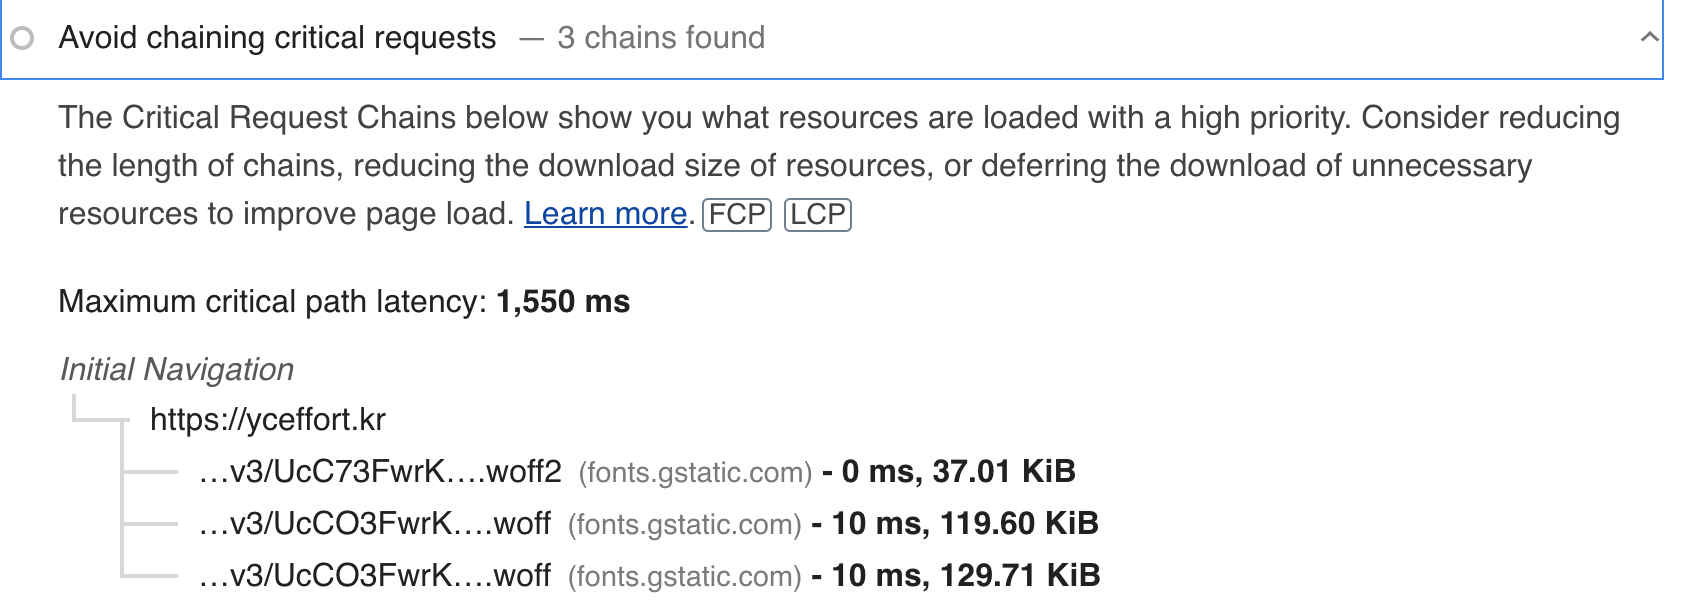 Avoid chaining critical requests — 3 chains found
The Critical Request Chains below show you what resources are loaded with a high priority. Consider reducing
the length of chains, reducing the download size of resources, or deferring the download of unnecessary
resources to improve page load. Learn more. FCP LCP
Maximum critical path latency: 1,550 ms
Initial Navigation
https://yceffort.kr
…v3/UcC73FwrK….woff2 (fonts.gstatic.com) - 0 ms, 37.01 KiB
…v3/UcCO3FwrK….woff (fonts.gstatic.com) - 10 ms, 119.60 KiB
…v3/UcCO3FwrK….woff (fonts.gstatic.com) - 10 ms, 129.71 KiB